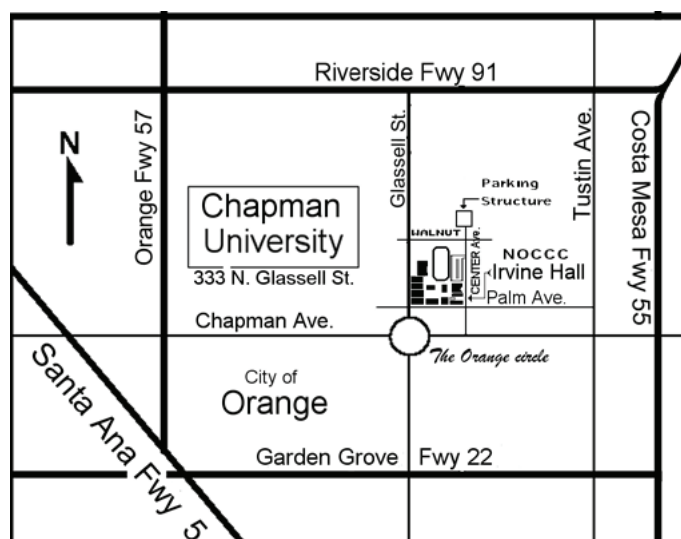 Riverside Fwy 91
N
Orange Fwy 57
Glassell St.
Tustin Ave.
Costa Mesa Fwy 55
Parking
Structure
Chapman
University
333 N. Glassell St.
WALNUT
CENTER Ave.
NOCCC
Irvine Hall
Palm Ave.
Chapman Ave.
The Orange circle
Santa Ana Fwy 5
City of
Orange
Garden Grove Fwy 22